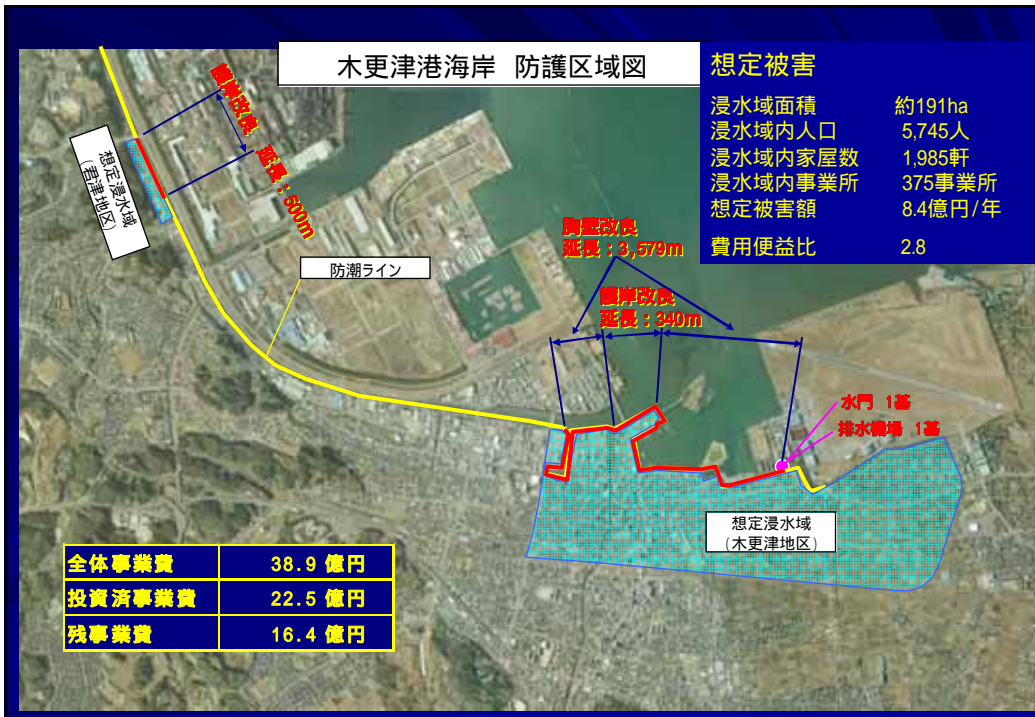 木更津港海岸 防護区域図
想定被害
浸水域面積 約191ha
浸水域内人口 5,745人
浸水域内家屋数 1,985軒
浸水域内事業所 375事業所
想定被害額 8.4億円/年
費用便益比 2.8
護岸改良 延長：500m
想定浸水域
(君津地区)
防潮ライン
胸壁改良
延長：3,579m
護岸改良
延長：340m
水門 1基
排水機場 1基
想定浸水域
(木更津地区)
全体事業費 38.9 億円
投資済事業費 22.5 億円
残事業費 16.4 億円